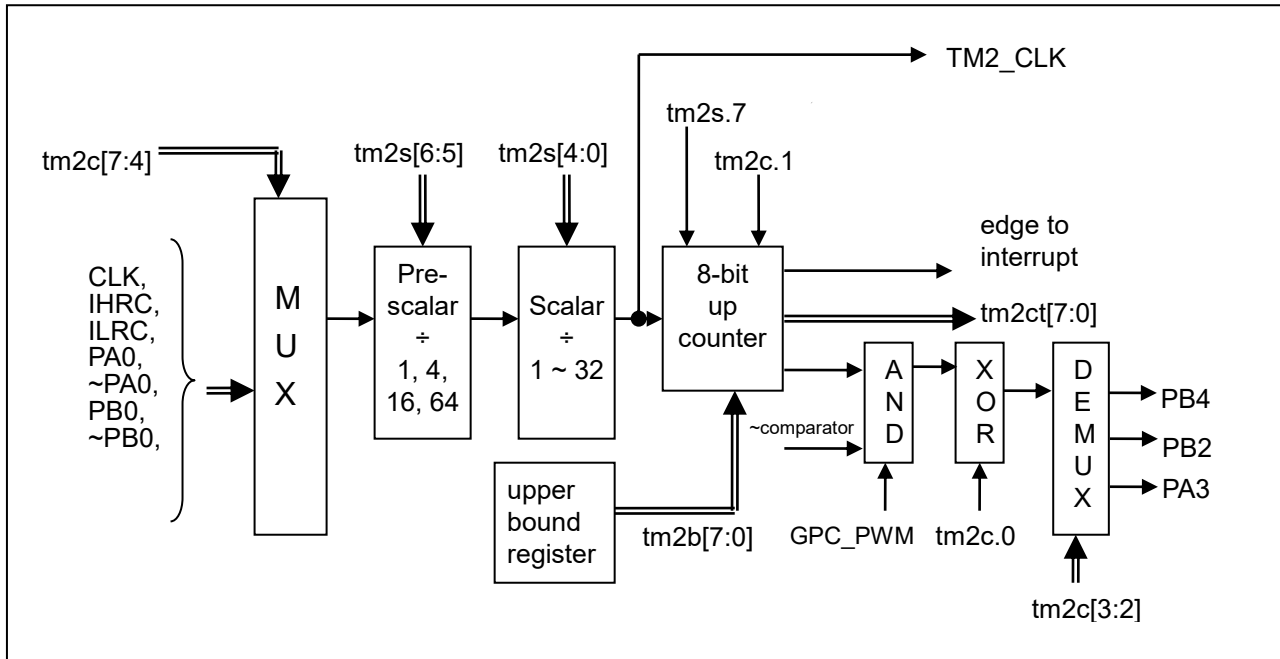 TM2_CLK
tm2s.7
tm2c[7:4]
tm2s[6:5]
tm2s[4:0]
tm2c.1
CLK,
IHRC,
ILRC,
PA0,
~PA0,
PB0,
~PB0,
M
U
X
Pre-
scalar
÷
1, 4,
16, 64
Scalar
÷
1 ~ 32
8-bit
up
counter
edge to
interrupt
tm2ct[7:0]
upper
bound
register
tm2b[7:0]
~comparator
A
N
D
GPC_PWM
X
O
R
tm2c.0
D
E
M
U
X
PB4
PB2
PA3
tm2c[3:2]